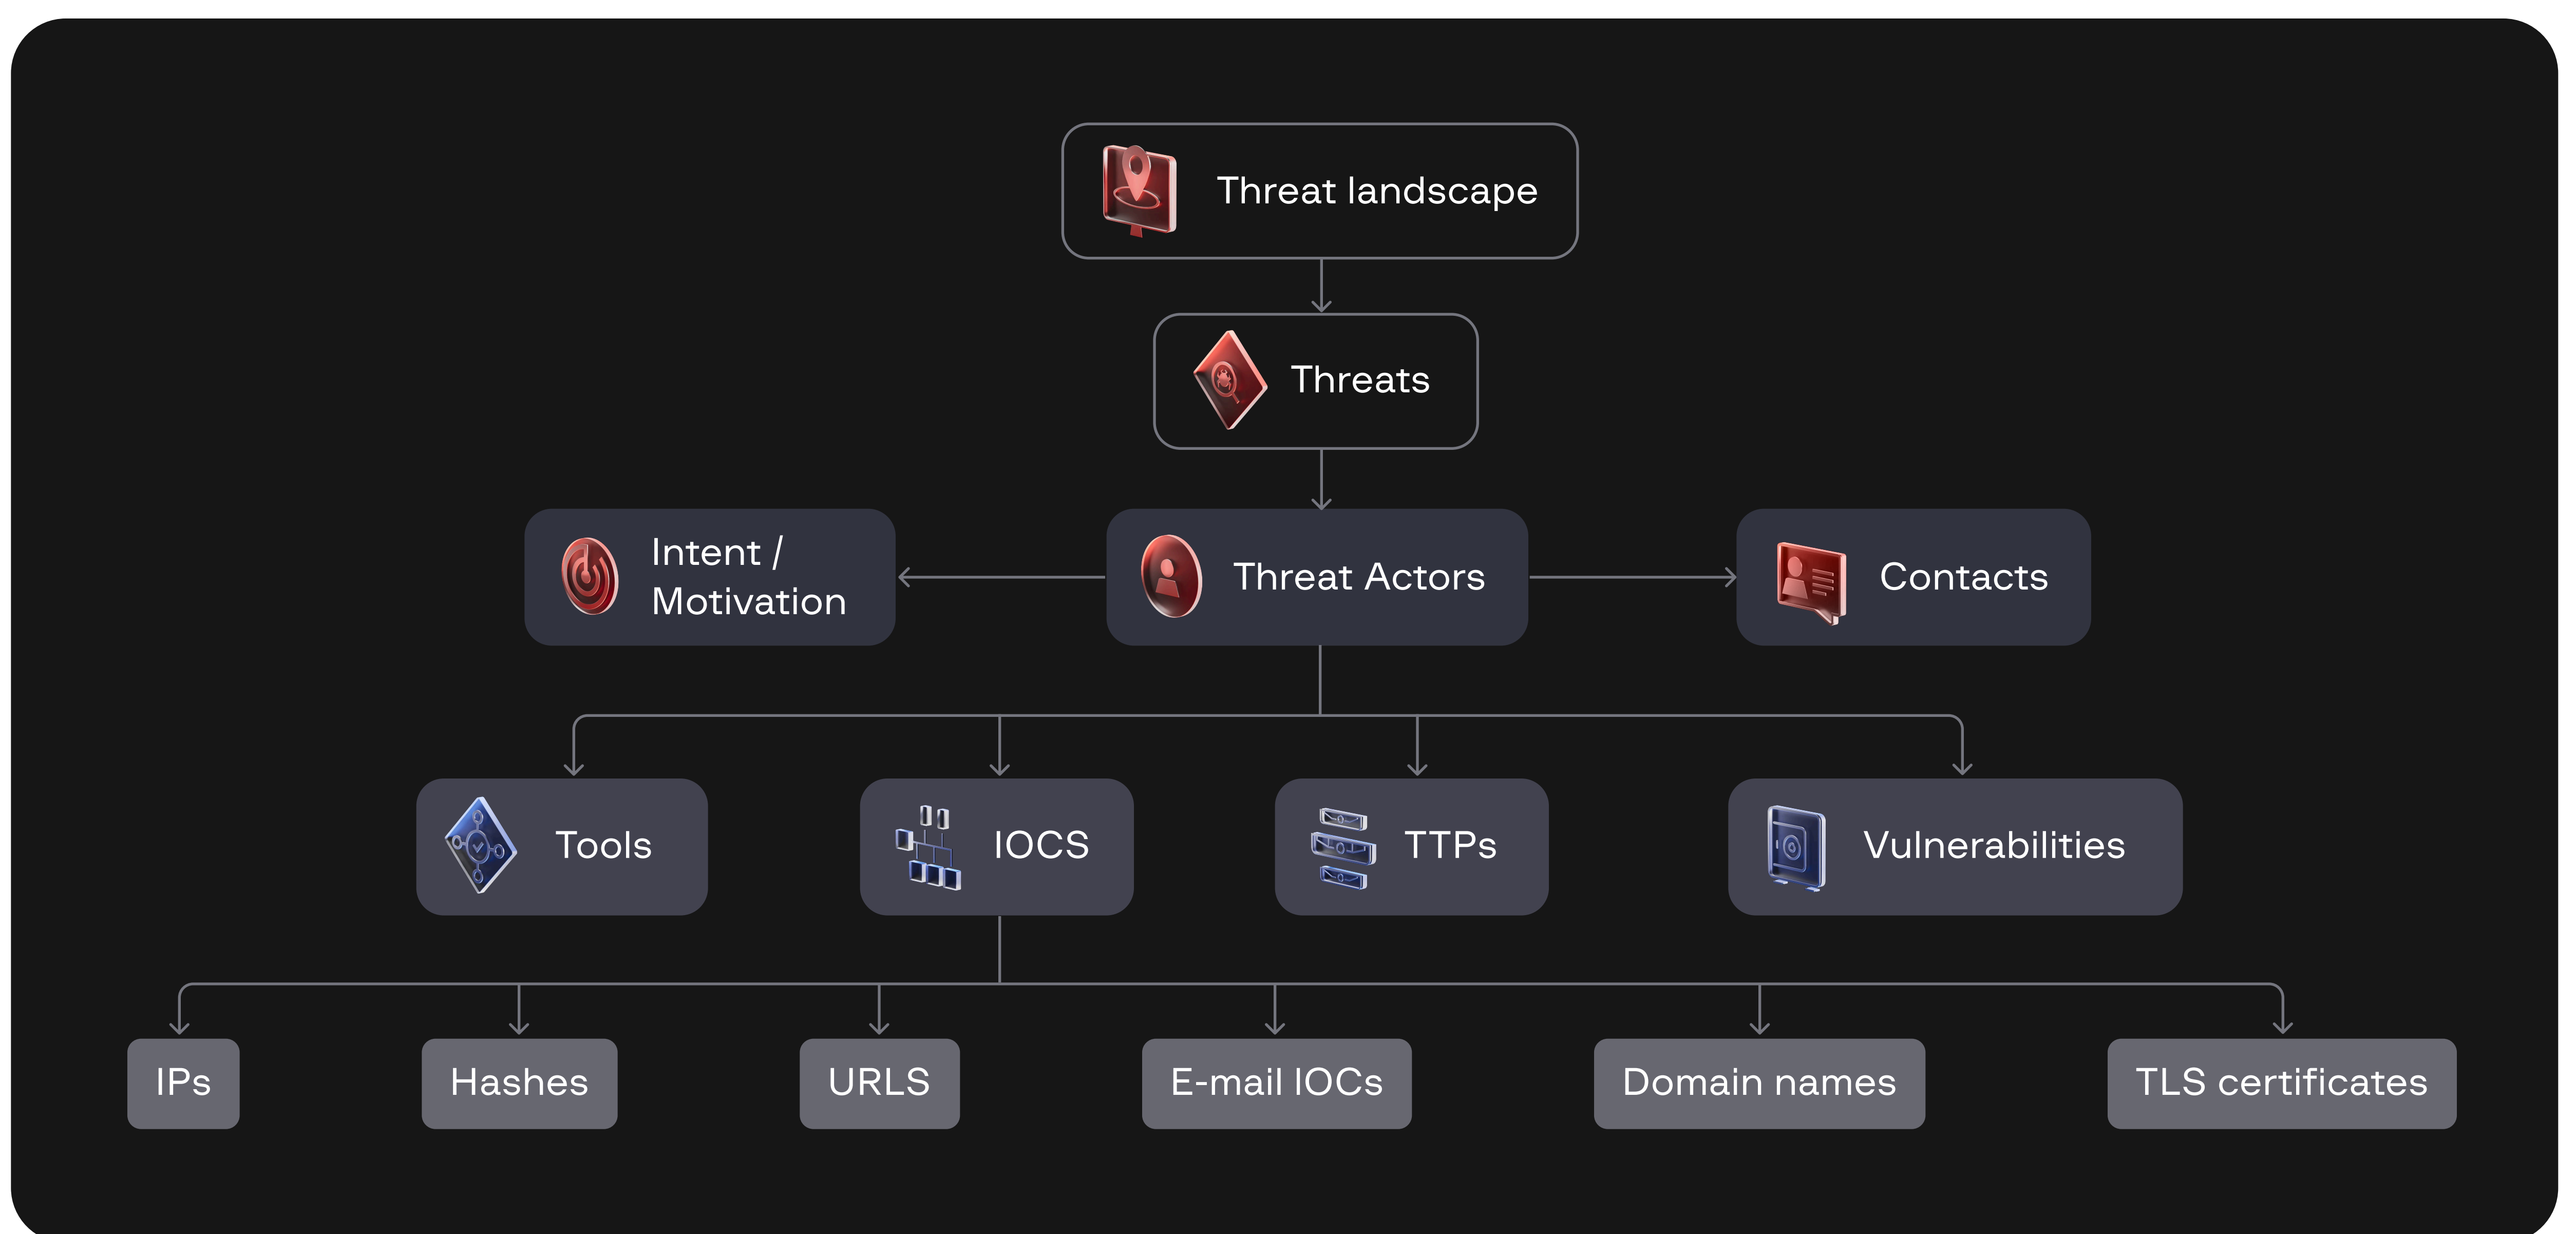 Threat landscape
Threats
Intent /
Motivation
Threat Actors
Contacts
Tools
IOCS
TTPs
Vulnerabilities
IPs
Hashes
URLS
E-mail IOCs
Domain names
TLS certificates